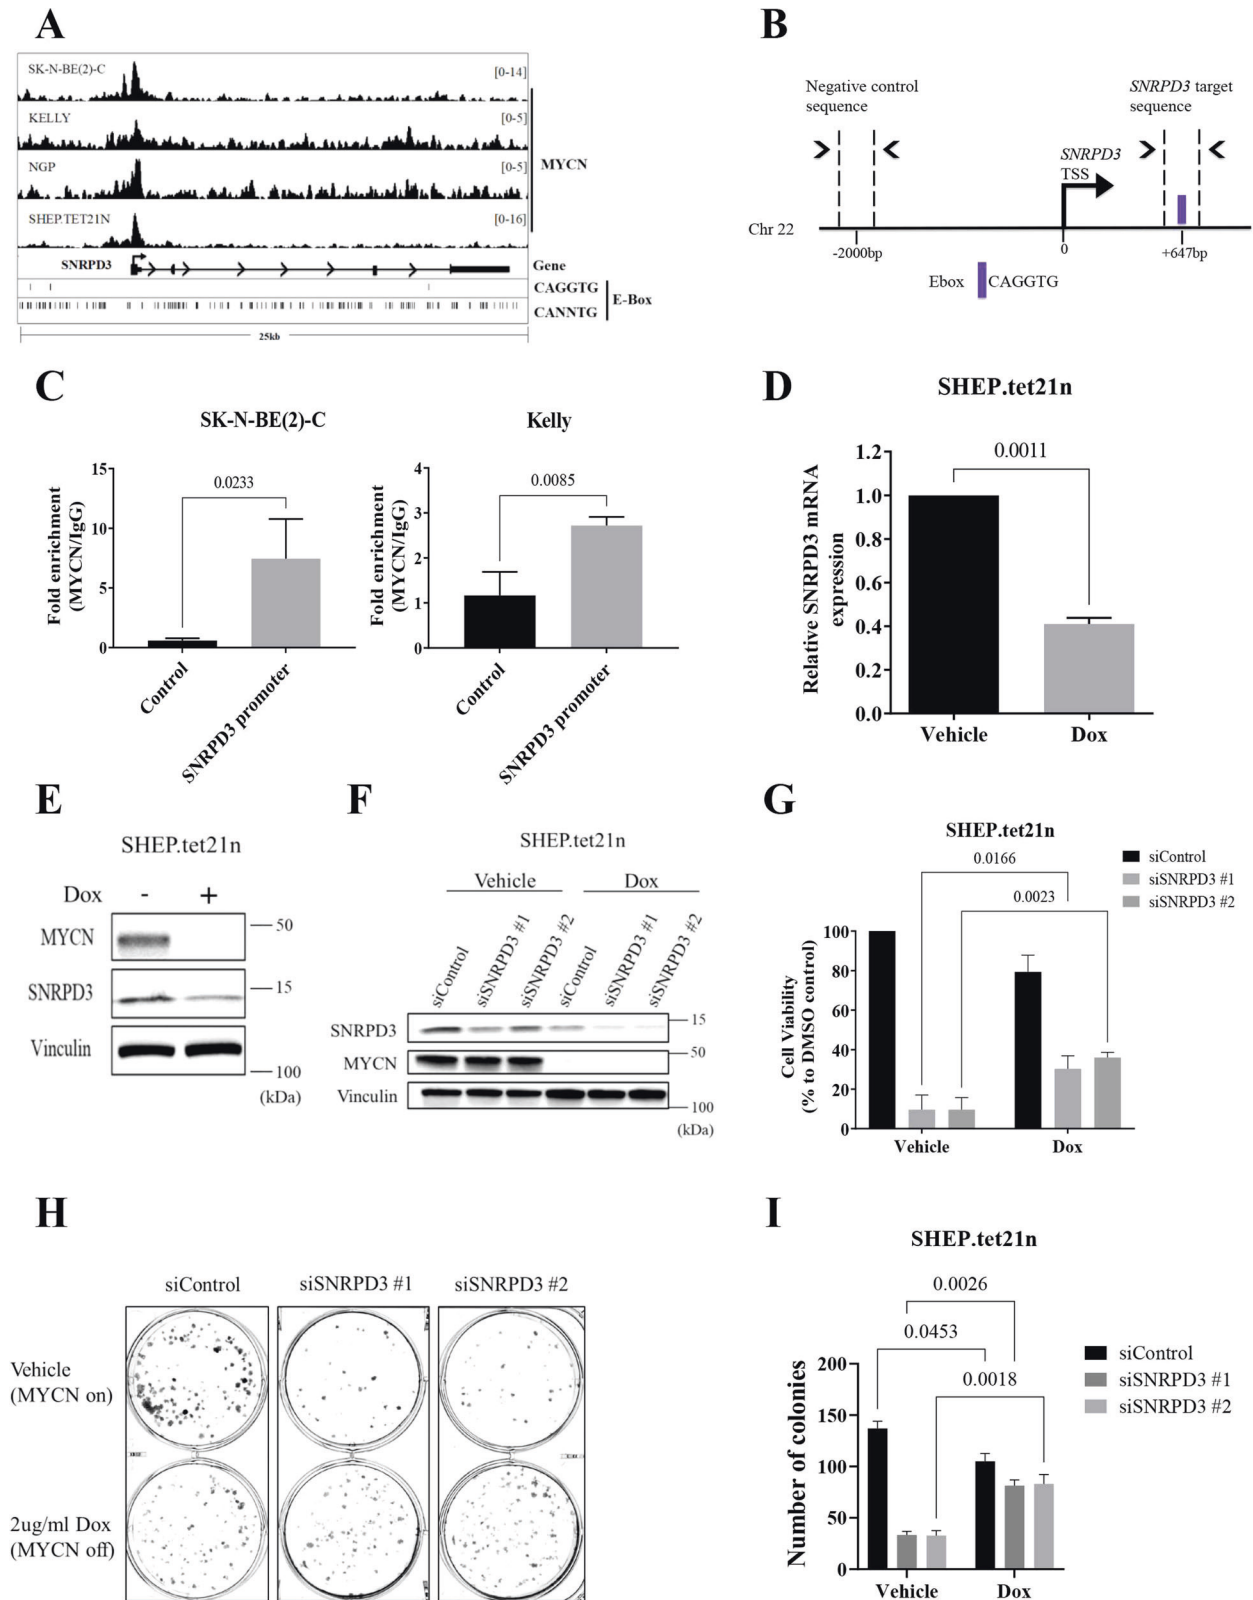 A
SK-N-BE(2)-C
[0-14]
KELLY
[0-5]
NGP
[0-5]
SHEP.TET21N
[0-16]
MYCN
SNRPD3
Gene
CAGGTG
CANNTG
E-Box
25kb
B
Negative control
sequence
SNRPD3 target
sequence
SNRPD3
TSS
Chr 22
-2000bp
0
+647bp
Ebox
CAGGTG
C
SK-N-BE(2)-C
Fold enrichment
(MYCN/IgG)
15
10
5
0
0.0233
Control
SNRPD3 promoter
Kelly
Fold enrichment
(MYCN/IgG)
4
3
2
1
0
0.0085
Control
SNRPD3 promoter
D
SHEP.tet21n
Relative SNRPD3 mRNA
expression
1.2
1.0
0.8
0.6
0.4
0.2
0.0
0.0011
Vehicle
Dox
E
SHEP.tet21n
Dox - +
MYCN
50
SNRPD3
15
Vinculin
100
(kDa)
F
SHEP.tet21n
Vehicle
Dox
siControl
siSNRPD3 #1
siSNRPD3 #2
siControl
siSNRPD3 #1
siSNRPD3 #2
SNRPD3
15
MYCN
50
Vinculin
100
(kDa)
G
SHEP.tet21n
0.0166
0.0023
siControl
siSNRPD3 #1
siSNRPD3 #2
Cell Viability
(% to DMSO control)
100
80
60
40
20
0
Vehicle
Dox
H
siControl
siSNRPD3 #1
siSNRPD3 #2
Vehicle
(MYCN on)
2ug/ml Dox
(MYCN off)
I
SHEP.tet21n
0.0026
0.0453
0.0018
siControl
siSNRPD3 #1
siSNRPD3 #2
Number of colonies
200
150
100
50
0
Vehicle
Dox